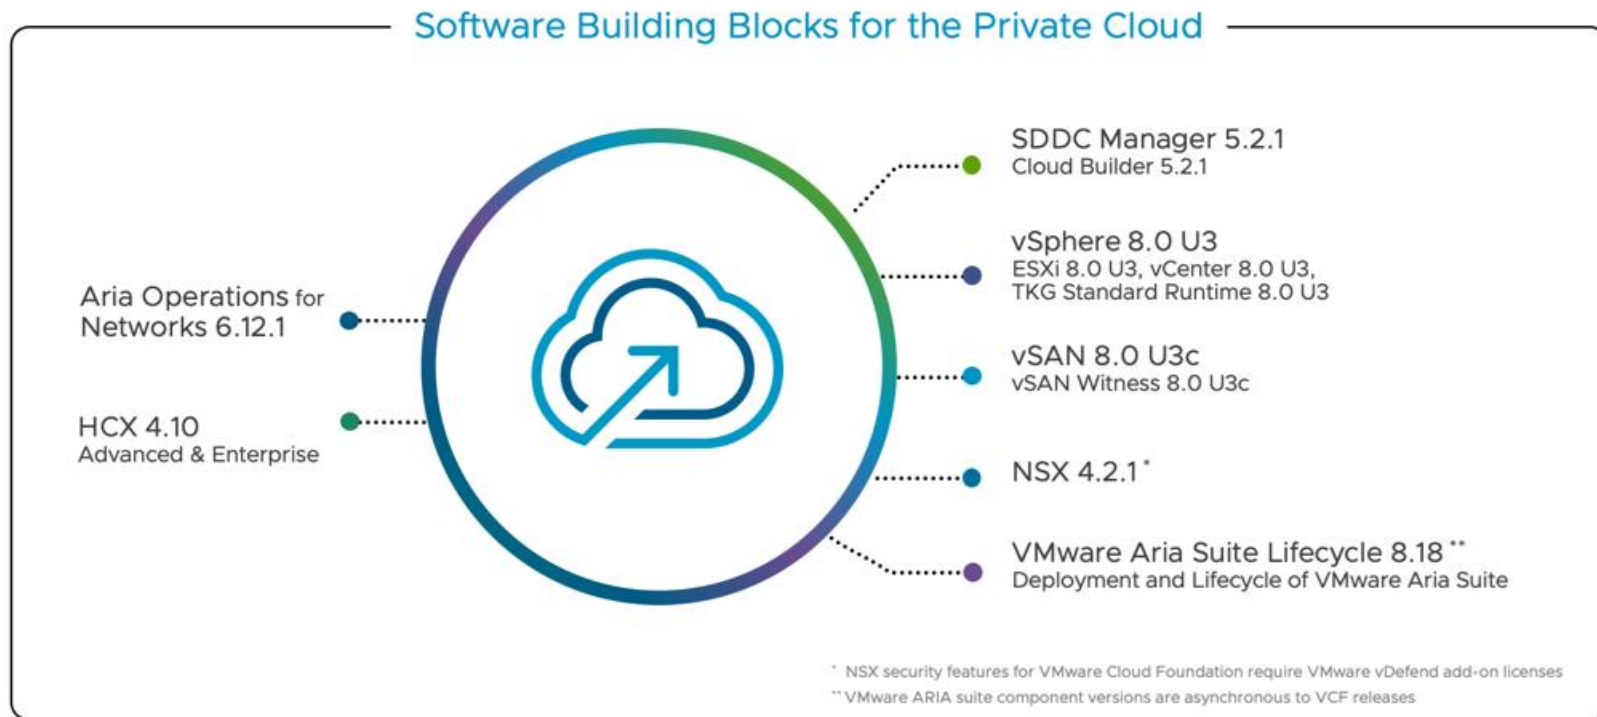 Software Building Blocks for the Private Cloud
Aria Operations for
Networks 6.12.1
HCX 4.10
Advanced & Enterprise
SDDC Manager 5.2.1
Cloud Builder 5.2.1
vSphere 8.0 U3
ESXi 8.0 U3, vCenter 8.0 U3,
TKG Standard Runtime 8.0 U3
vSAN 8.0 U3c
vSAN Witness 8.0 U3c
NSX 4.2.1 *
VMware Aria Suite Lifecycle 8.18 **
Deployment and Lifecycle of VMware Aria Suite
* NSX security features for VMware Cloud Foundation require VMware vDefend add-on licenses
** VMware ARIA suite component versions are asynchronous to VCF releases